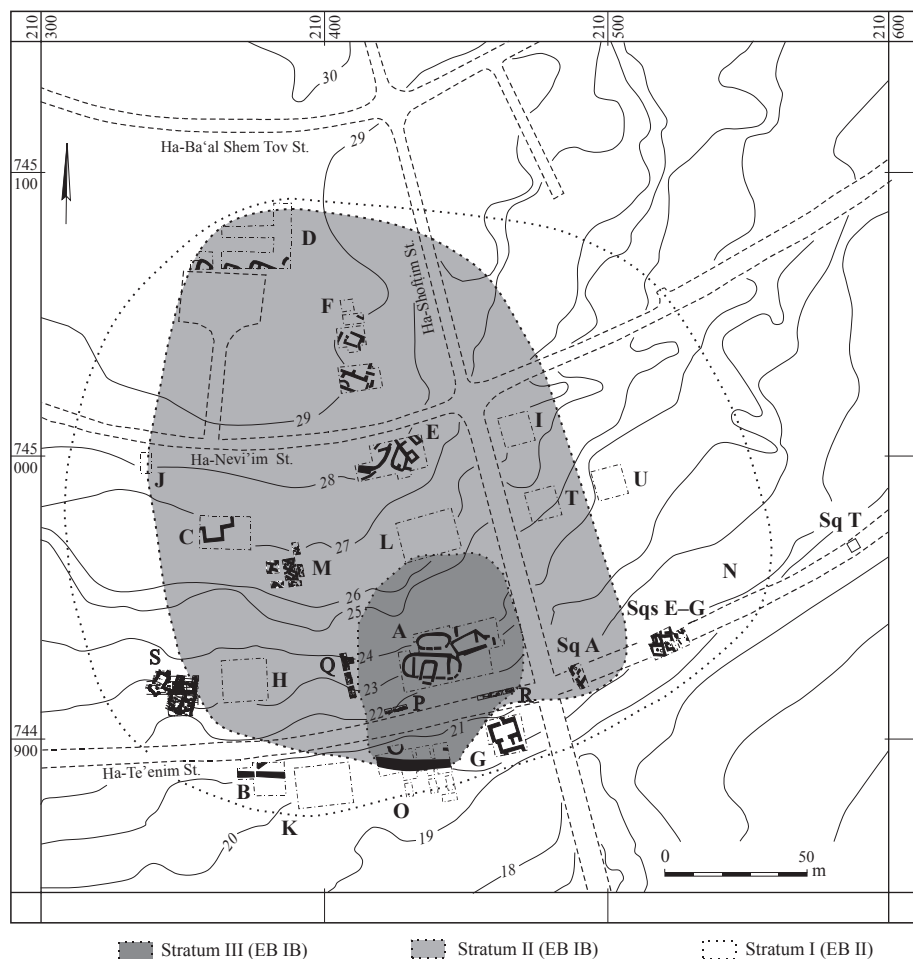 210 300
210 400
210 500
210 600
30
Ha-Ba‘al Shem Tov St.
29
745 100
D
Ha-Shofṭim St.
F
29
E
I
745 000
Ha-Nevi’im St.
J
28
U
T
Sq T
C
27
L
M
N
26
25
Sqs E–G
A
Sq A
S
Q
24
H
23
R
22
P
744 900
21
G
Ha-Te’enim St.
B
K
O
20
19
18
0 50
m
Stratum III (EB IB) Stratum II (EB IB) Stratum I (EB II)